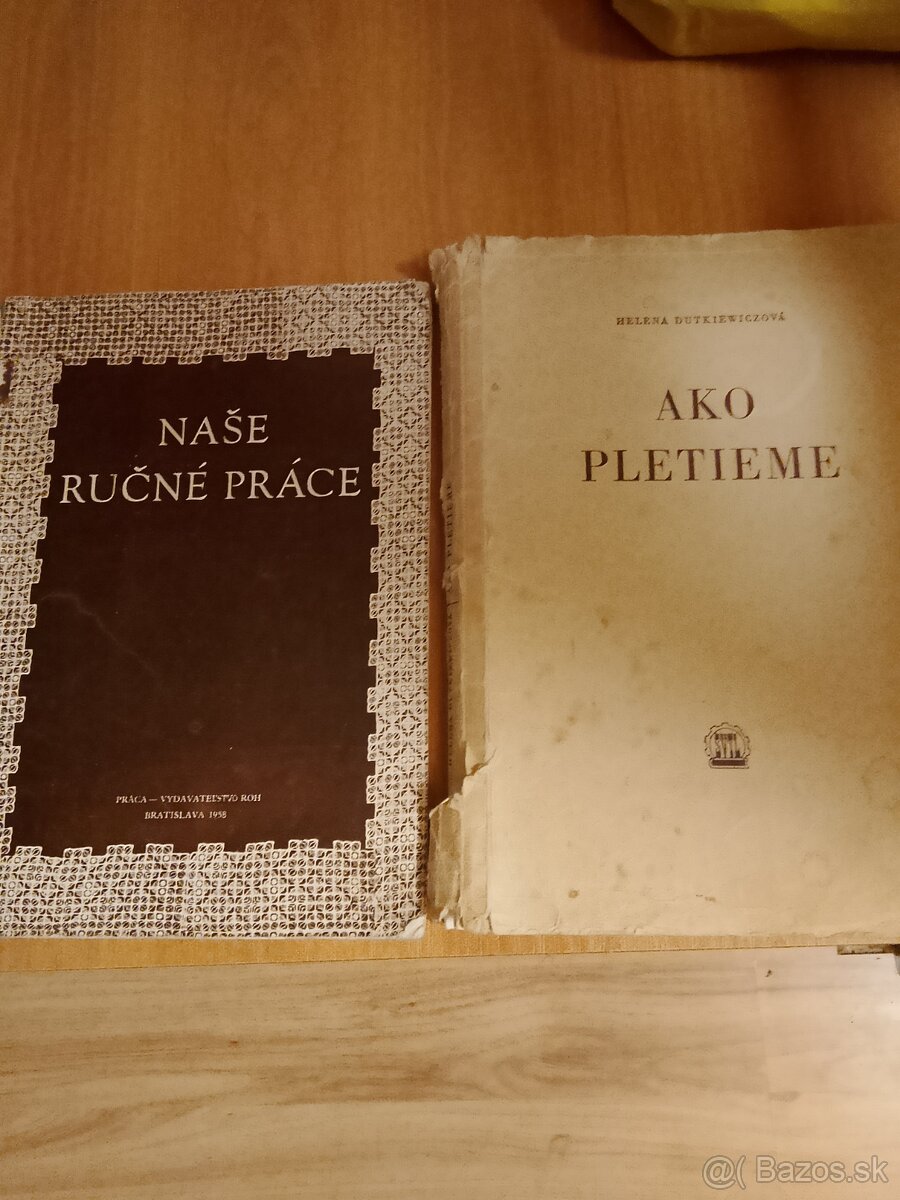 NAŠE
RUČNÉ PRÁCE
PRÁCA — VYDAVATEĽSTVO ROH
BRATISLAVA 1958
HELENA DUTKIEWICZOVÁ
AKO
PLETIEME
@( Bazos.sk